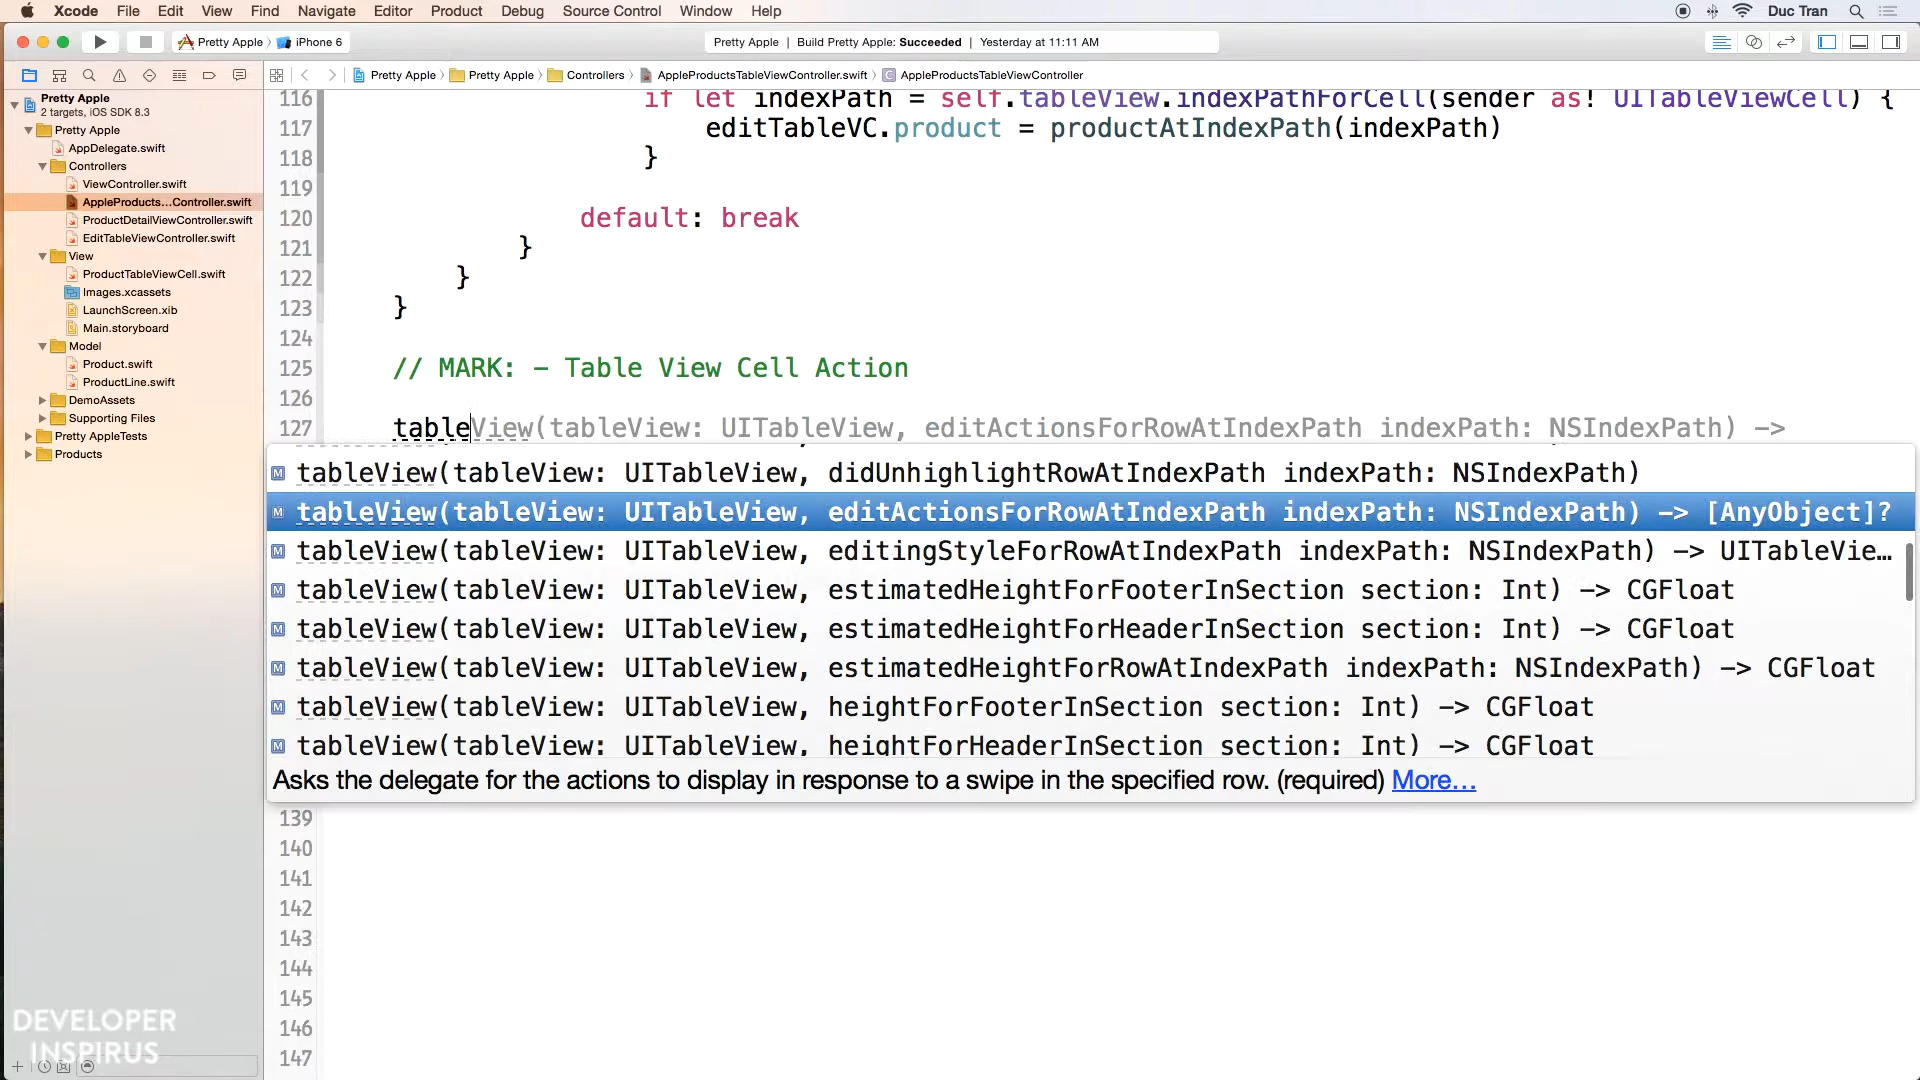 Xcode File Edit View Find Navigate Editor Product Debug Source Control Window Help Duc Tran
Pretty Apple iPhone 6 Pretty Apple | Build Pretty Apple: Succeeded | Yesterday at 11:11 AM
Pretty Apple Pretty Apple Controllers AppleProductsTableViewController.swift C AppleProductsTableViewController
Pretty Apple
2 targets, iOS SDK 8.3
Pretty Apple
AppDelegate.swift
Controllers
ViewController.swift
AppleProducts...Controller.swift
ProductDetailViewController.swift
EditTableViewController.swift
View
ProductTableViewCell.swift
Images.xcassets
LaunchScreen.xib
Main.storyboard
Model
Product.swift
ProductLine.swift
DemoAssets
Supporting Files
Pretty AppleTests
Products
116 if let indexPath = self.tableView.indexPathForCell(sender as! UITableViewCell) {
117 editTableVC.product = productAtIndexPath(indexPath)
118 }
119
120 default: break
121 }
122 }
123 }
124
125 // MARK: - Table View Cell Action
126
127 tableView(tableView: UITableView, editActionsForRowAtIndexPath indexPath: NSIndexPath) ->
M tableView(tableView: UITableView, didUnhighlightRowAtIndexPath indexPath: NSIndexPath)
M tableView(tableView: UITableView, editActionsForRowAtIndexPath indexPath: NSIndexPath) -> [AnyObject]?
M tableView(tableView: UITableView, editingStyleForRowAtIndexPath indexPath: NSIndexPath) -> UITableVie...
M tableView(tableView: UITableView, estimatedHeightForFooterInSection section: Int) -> CGFloat
M tableView(tableView: UITableView, estimatedHeightForHeaderInSection section: Int) -> CGFloat
M tableView(tableView: UITableView, estimatedHeightForRowAtIndexPath indexPath: NSIndexPath) -> CGFloat
M tableView(tableView: UITableView, heightForFooterInSection section: Int) -> CGFloat
M tableView(tableView: UITableView, heightForHeaderInSection section: Int) -> CGFloat
Asks the delegate for the actions to display in response to a swipe in the specified row. (required) More...
139
140
141
142
143
144
145
146
147
DEVELOPER
INSPIRUS